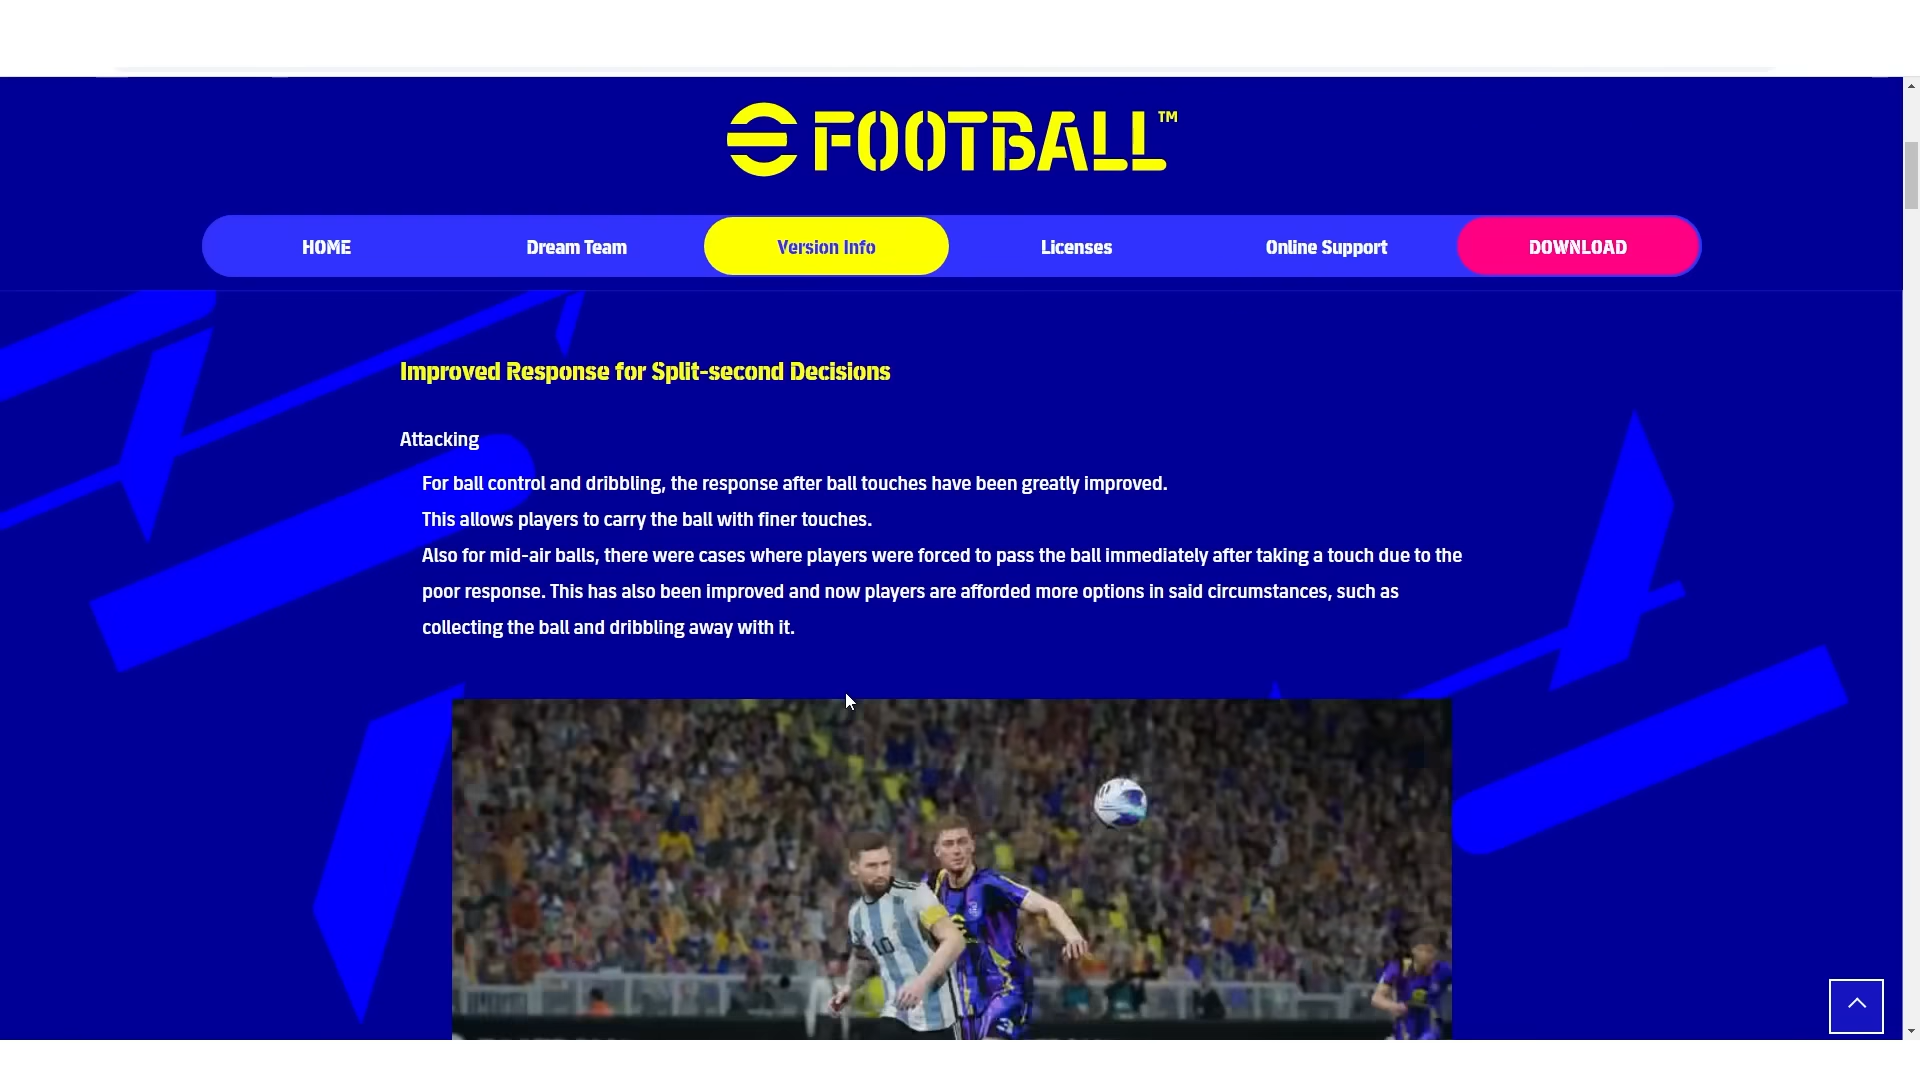 FOOTBALL™
HOME
Dream Team
Version Info
Licenses
Online Support
DOWNLOAD
Improved Response for Split-second Decisions
Attacking
For ball control and dribbling, the response after ball touches have been greatly improved.
This allows players to carry the ball with finer touches.
Also for mid-air balls, there were cases where players were forced to pass the ball immediately after taking a touch due to the
poor response. This has also been improved and now players are afforded more options in said circumstances, such as
collecting the ball and dribbling away with it.
10